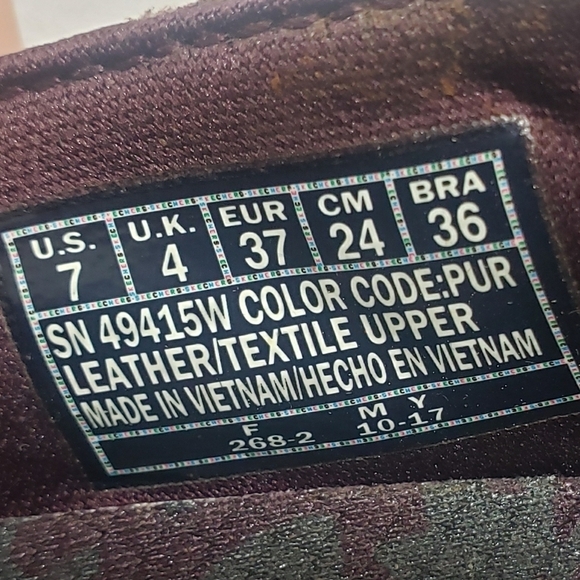 U.S. U.K. EUR CM BRA
7 4 37 24 36
SN 49415W COLOR CODE:PUR
LEATHER/TEXTILE UPPER
MADE IN VIETNAM/HECHO EN VIETNAM
F M Y
268-2 10-17